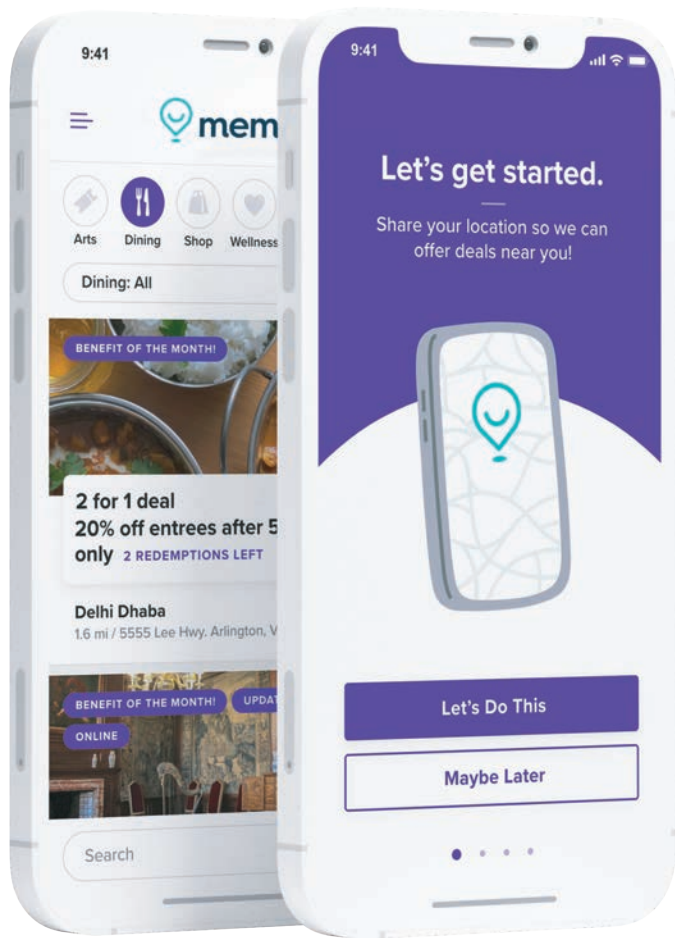 9:41
mem
Arts
Dining
Shop
Wellness
Dining: All
BENEFIT OF THE MONTH!
2 for 1 deal
20% off entrees after 5
only 2 REDEMPTIONS LEFT
Delhi Dhaba
1.6 mi / 5555 Lee Hwy. Arlington, V
BENEFIT OF THE MONTH!
UPDAT
ONLINE
Search
9:41
Let's get started.
Share your location so we can
offer deals near you!
Let's Do This
Maybe Later